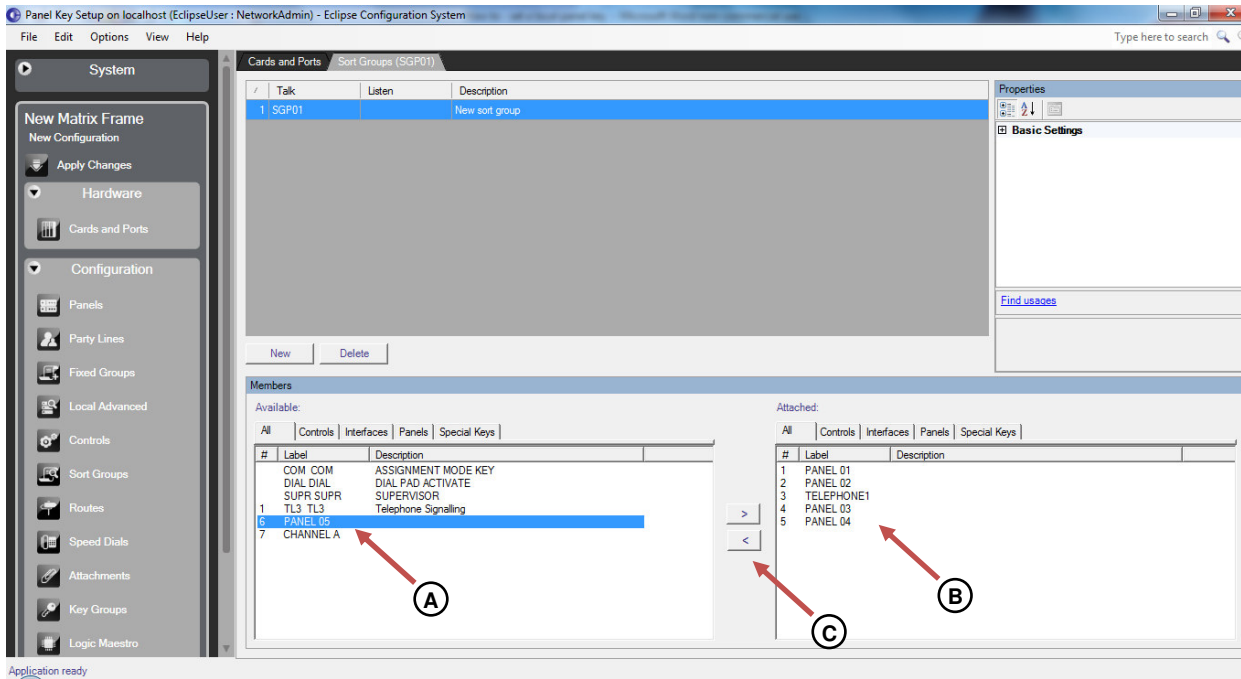 Panel Key Setup on localhost (EclipseUser : NetworkAdmin) - Eclipse Configuration System
File Edit Options View Help
Type here to search
System
New Matrix Frame
New Configuration
Apply Changes
Hardware
Cards and Ports
Configuration
Panels
Party Lines
Fixed Groups
Local Advanced
Controls
Sort Groups
Routes
Speed Dials
Attachments
Key Groups
Logic Maestro
Cards and Ports Sort Groups (SGP01)
/ Talk Listen Description
1 SGP01 New sort group
New Delete
Properties
Basic Settings
Find usages
Members
Available:
All Controls Interfaces Panels Special Keys
# Label Description
COM COM ASSIGNMENT MODE KEY
DIAL DIAL DIAL PAD ACTIVATE
SUPR SUPR SUPERVISOR
1 TL3 TL3 Telephone Signalling
6 PANEL 05
7 CHANNEL A
>
<
Attached:
All Controls Interfaces Panels Special Keys
# Label Description
1 PANEL 01
2 PANEL 02
3 TELEPHONE1
4 PANEL 03
5 PANEL 04
A
B
C
Application ready